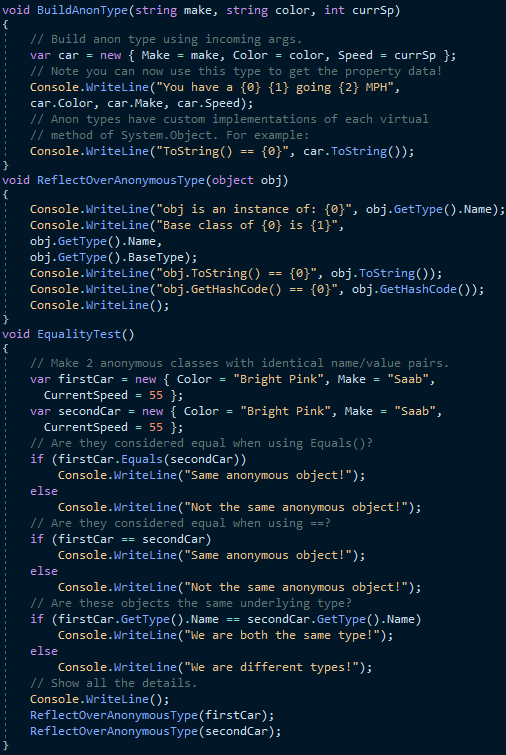 void BuildAnonType(string make, string color, int currSp)
{
    // Build anon type using incoming args.
    var car = new { Make = make, Color = color, Speed = currSp };
    // Note you can now use this type to get the property data!
    Console.WriteLine("You have a {0} {1} going {2} MPH",
    car.Color, car.Make, car.Speed);
    // Anon types have custom implementations of each virtual
    // method of System.Object. For example:
    Console.WriteLine("ToString() == {0}", car.ToString());
}
void ReflectOverAnonymousType(object obj)
{
    Console.WriteLine("obj is an instance of: {0}", obj.GetType().Name);
    Console.WriteLine("Base class of {0} is {1}",
    obj.GetType().Name,
    obj.GetType().BaseType);
    Console.WriteLine("obj.ToString() == {0}", obj.ToString());
    Console.WriteLine("obj.GetHashCode() == {0}", obj.GetHashCode());
    Console.WriteLine();
}
void EqualityTest()
{
    // Make 2 anonymous classes with identical name/value pairs.
    var firstCar = new { Color = "Bright Pink", Make = "Saab",
      CurrentSpeed = 55 };
    var secondCar = new { Color = "Bright Pink", Make = "Saab",
      CurrentSpeed = 55 };
    // Are they considered equal when using Equals()?
    if (firstCar.Equals(secondCar))
        Console.WriteLine("Same anonymous object!");
    else
        Console.WriteLine("Not the same anonymous object!");
    // Are they considered equal when using ==?
    if (firstCar == secondCar)
        Console.WriteLine("Same anonymous object!");
    else
        Console.WriteLine("Not the same anonymous object!");
    // Are these objects the same underlying type?
    if (firstCar.GetType().Name == secondCar.GetType().Name)
        Console.WriteLine("We are both the same type!");
    else
        Console.WriteLine("We are different types!");
    // Show all the details.
    Console.WriteLine();
    ReflectOverAnonymousType(firstCar);
    ReflectOverAnonymousType(secondCar);
}